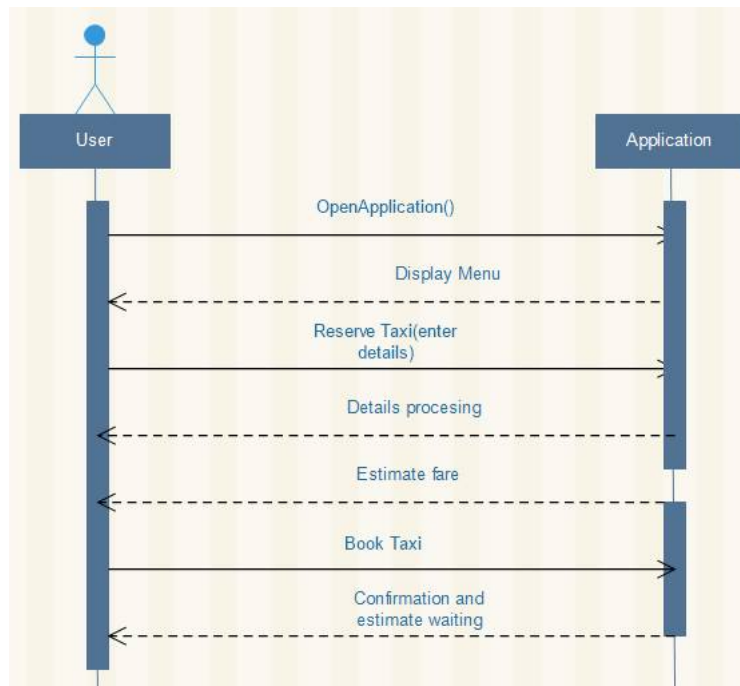 User
Application
OpenApplication()
Display Menu
Reserve Taxi(enter
details)
Details procesing
Estimate fare
Book Taxi
Confirmation and
estimate waiting